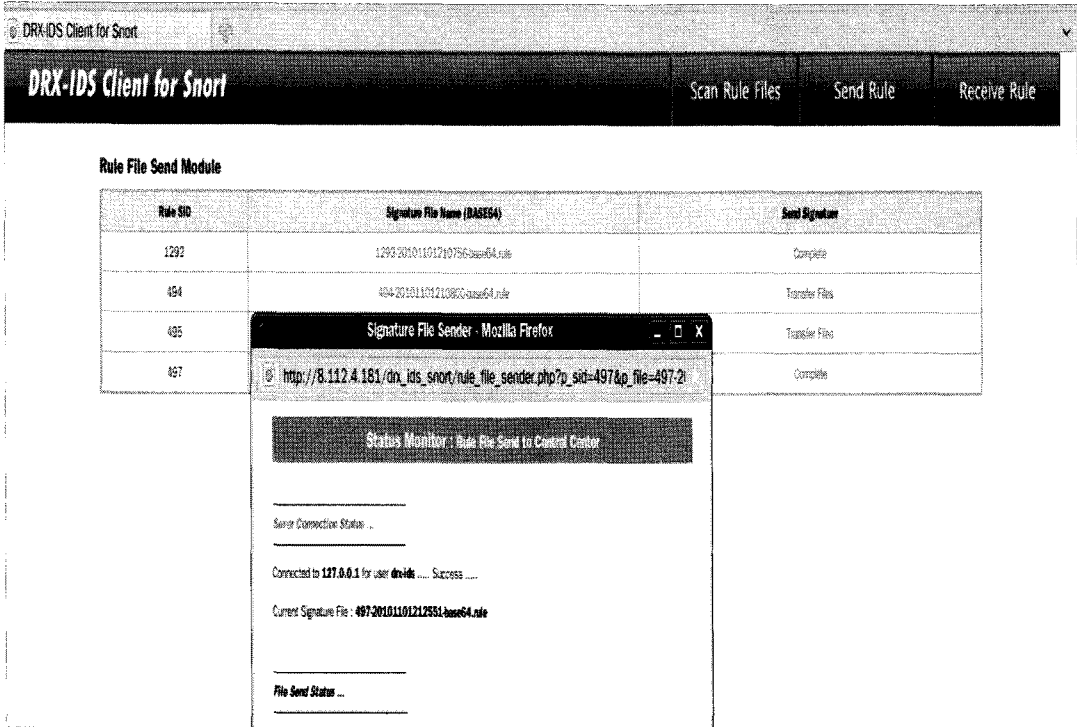 DRX-IDS Client for Snort
DRX-IDS Client for Snort
Scan Rule Files Send Rule Receive Rule
Rule File Send Module
Rule SID Signature File Name (BASE64) Send Signature
1292 1292-20101101210756-base64.rule Complete
494 494-20101101210802-base64.rule Transfer Files
495 Transfer Files
497 Complete
Signature File Sender - Mozilla Firefox
http://8.112.4.181/drx_ids_snort/rule_file_sender.php?p_sid=497&p_file=497-2
Status Monitor : Rule File Send to Control Center
Server Connection Status ...
Connected to 127.0.0.1 for user drx-ids ..... Success .....
Current Signature File : 497-20101101212551-base64.rule
File Send Status ...